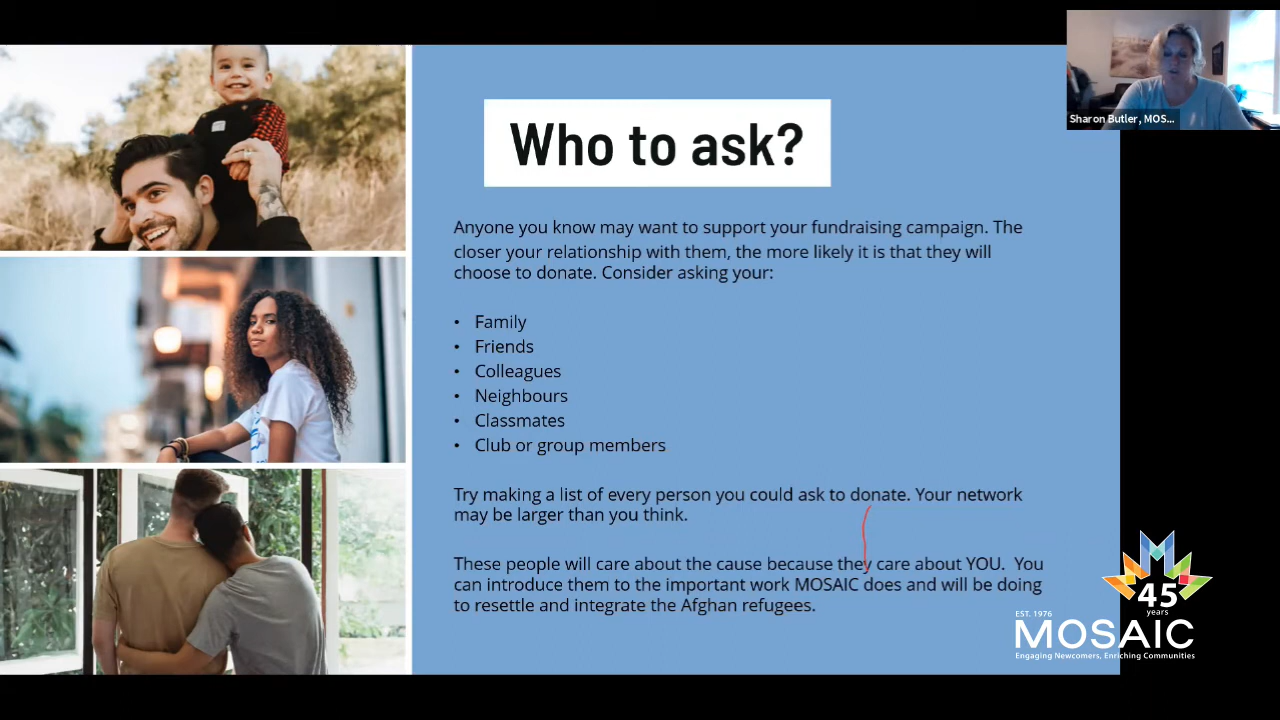 Who to ask?
Sharon Butler, MOS...
Anyone you know may want to support your fundraising campaign. The
closer your relationship with them, the more likely it is that they will
choose to donate. Consider asking your:
• Family
• Friends
• Colleagues
• Neighbours
• Classmates
• Club or group members
Try making a list of every person you could ask to donate. Your network
may be larger than you think.
These people will care about the cause because they care about YOU.  You
can introduce them to the important work MOSAIC does and will be doing
to resettle and integrate the Afghan refugees.
45
years
EST. 1976
MOSAIC
Engaging Newcomers, Enriching Communities